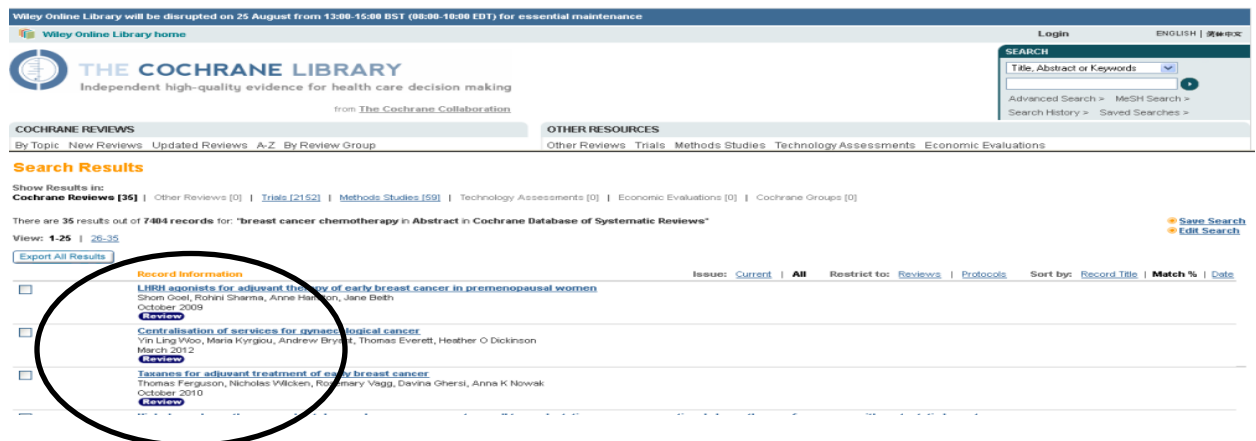 Wiley Online Library will be disrupted on 25 August from 13:00-15:00 BST (08:00-10:00 EDT) for essential maintenance
Wiley Online Library home
Login
ENGLISH | 简体中文
THE COCHRANE LIBRARY
Independent high-quality evidence for health care decision making
from The Cochrane Collaboration
SEARCH
Title, Abstract or Keywords
Advanced Search > MeSH Search >
Search History > Saved Searches >
COCHRANE REVIEWS
By Topic New Reviews Updated Reviews A-Z By Review Group
OTHER RESOURCES
Other Reviews Trials Methods Studies Technology Assessments Economic Evaluations
Search Results
Show Results in:
Cochrane Reviews [35] | Other Reviews [0] | Trials [2152] | Methods Studies [59] | Technology Assessments [0] | Economic Evaluations [0] | Cochrane Groups [0]
There are 35 results out of 7404 records for: "breast cancer chemotherapy in Abstract in Cochrane Database of Systematic Reviews"
Save Search
Edit Search
View: 1-25 | 26-35
Export All Results
Record Information
Issue: Current | All Restrict to: Reviews | Protocols Sort by: Record Title | Match % | Date
LHRH agonists for adjuvant therapy of early breast cancer in premenopausal women
Shom Goel, Rohini Sharma, Anne Hamilton, Jane Beith
October 2009
Review
Centralisation of services for gynaecological cancer
Yin Ling Woo, Maria Kyrgiou, Andrew Bryant, Thomas Everett, Heather O Dickinson
March 2012
Review
Taxanes for adjuvant treatment of early breast cancer
Thomas Ferguson, Nicholas Wilcken, Rosemary Vagg, Davina Ghersi, Anna K Nowak
October 2010
Review